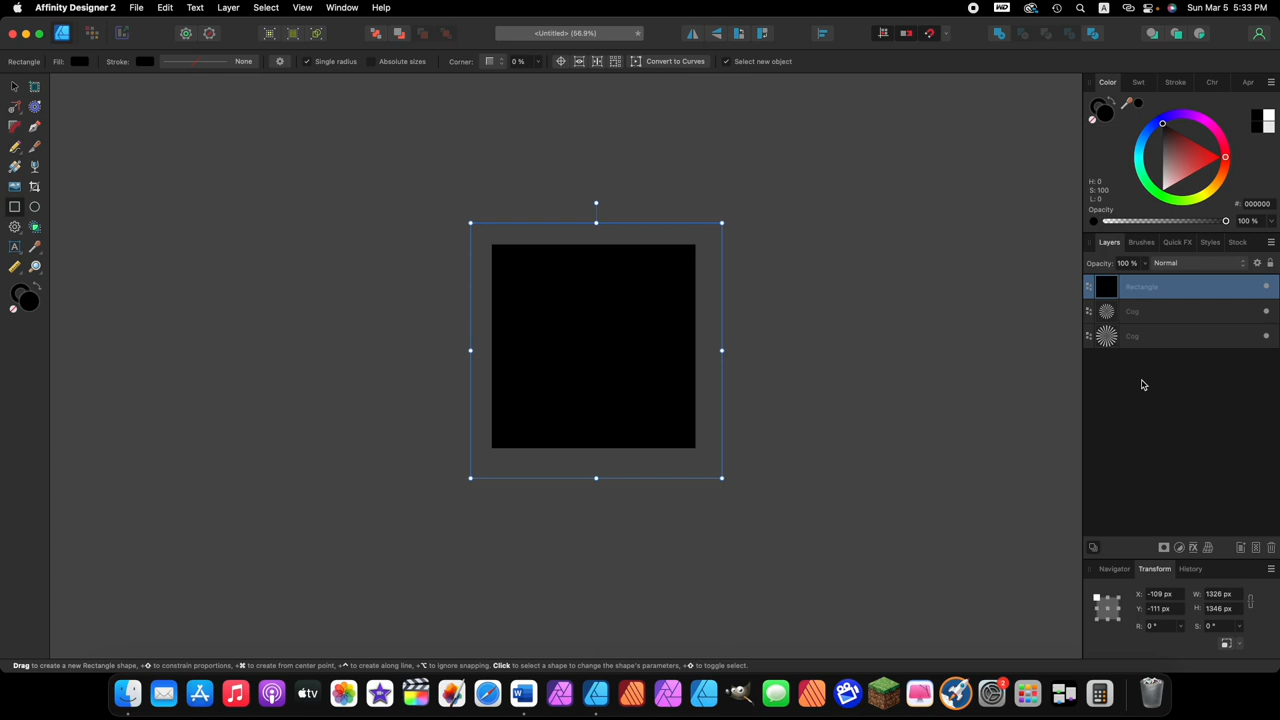 Affinity Designer 2 File Edit Text Layer Select View Window Help WD A Sun Mar 5 5:33 PM
<Untitled> (56.9%)
Rectangle Fill: Stroke: None Single radius Absolute sizes Corner: 0 % Convert to Curves Select new object
Color Swt Stroke Chr Apr
H: 0
S: 100
L: 0
#: 000000
Opacity
100 %
Layers Brushes Quick FX Styles Stock
Opacity: 100 % Normal
Rectangle
Cog
Cog
Navigator Transform History
X: -109 px W: 1326 px
Y: -111 px H: 1346 px
R: 0 ° S: 0 °
Drag to create a new Rectangle shape, +⇧ to constrain proportions, +⌘ to create from center point, +⌃ to create along line, +⌥ to ignore snapping. Click to select a shape to change the shape's parameters, +⇧ to toggle select.
tv W 2